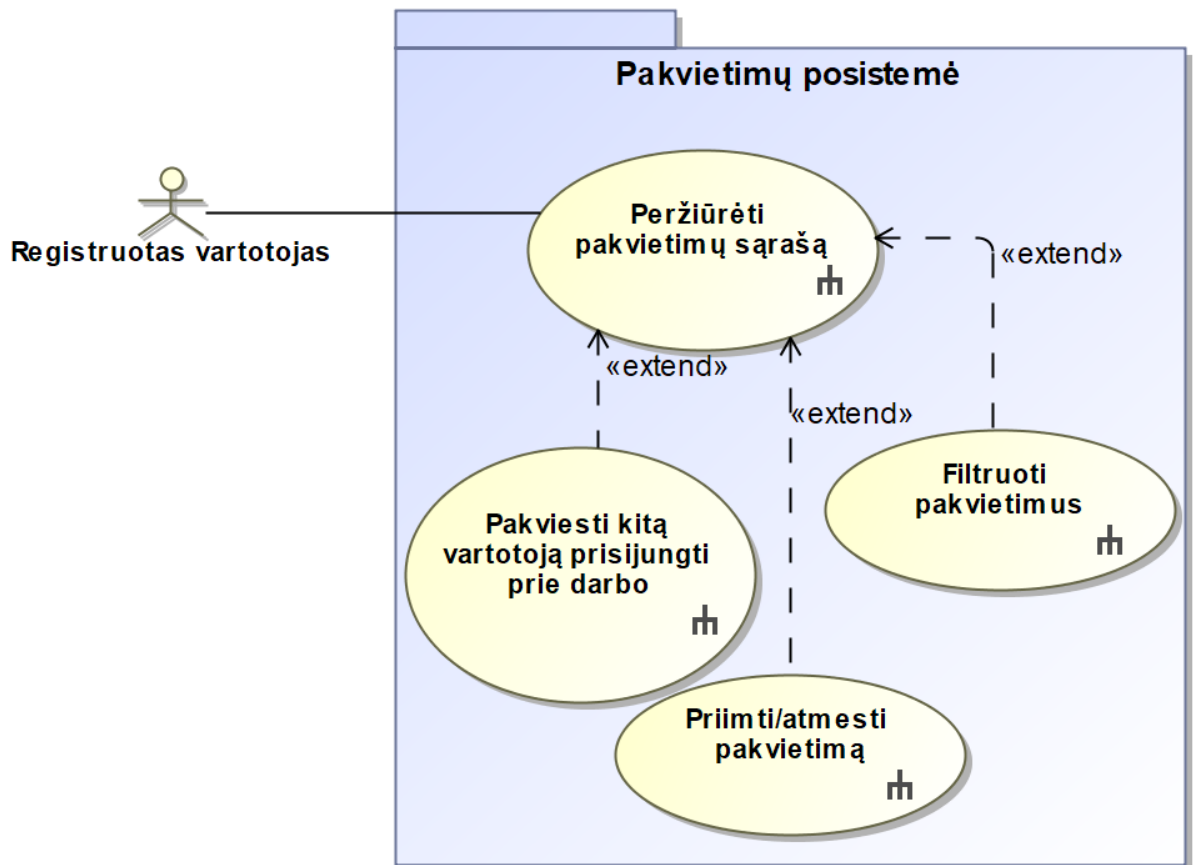 Pakvietimų posistemė
Registruotas vartotojas
Peržiūrėti
pakvietimų sąrašą
«extend»
«extend»
«extend»
Filtruoti
pakvietimus
Pakviesti kitą
vartotoją prisijungti
prie darbo
Priimti/atmesti
pakvietimą